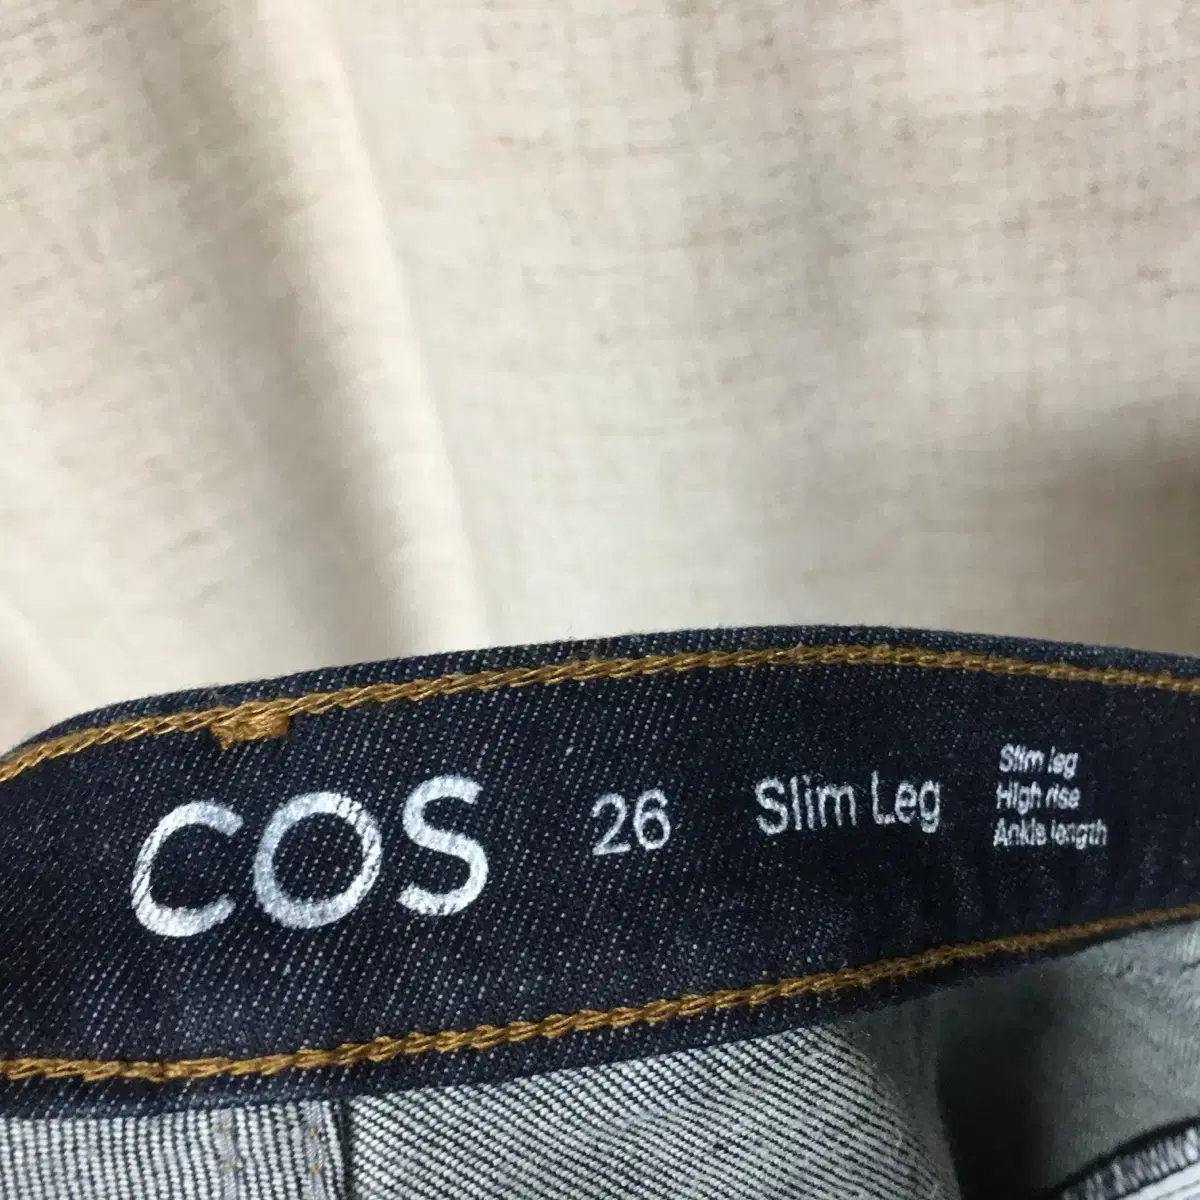 COS 26 Slim Leg
Slim leg
High rise
Ankle length